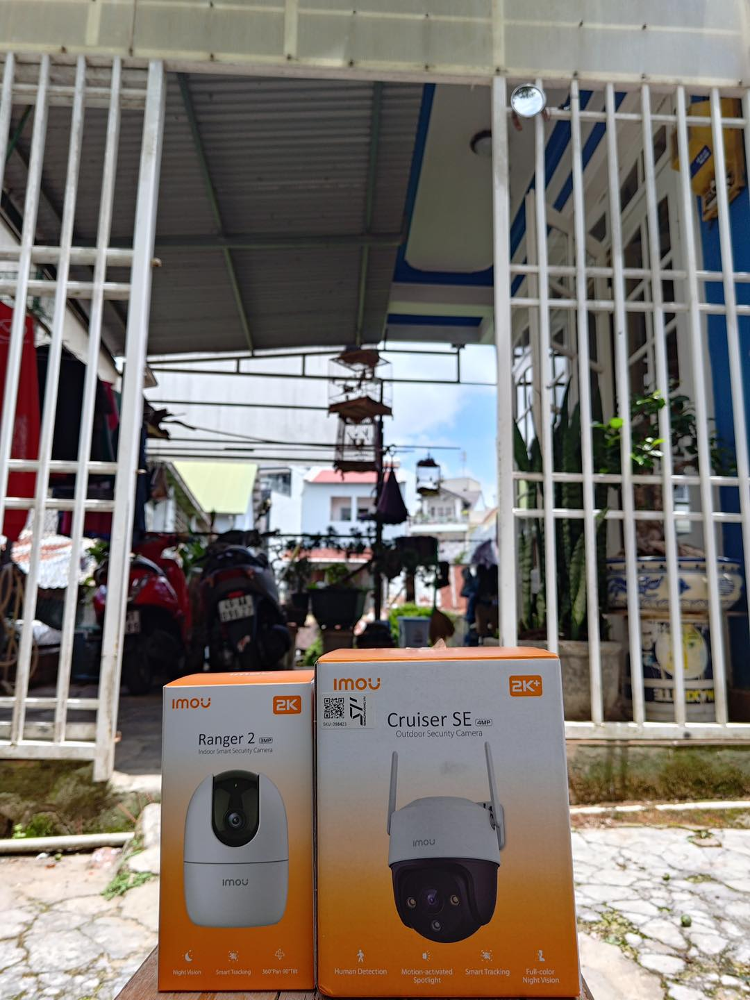 imou
2K
Ranger 2 3MP
Indoor Smart Security Camera
imou
Night Vision
Smart Tracking
360°Pan 90°Tilt
imou
2K+
SKU: 098423
Cruiser SE 4MP
Outdoor Security Camera
imou
Human Detection
Motion-activated
Spotlight
Smart Tracking
Full-color
Night Vision